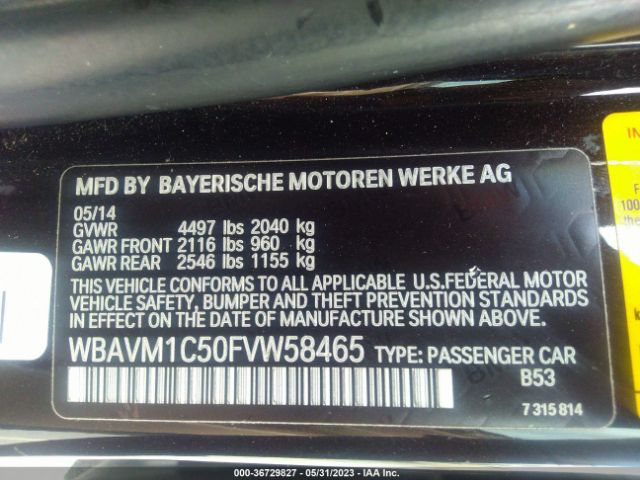 MFD BY BAYERISCHE MOTOREN WERKE AG
05/14
GVWR 4497 lbs 2040 kg
GAWR FRONT 2116 lbs 960 kg
GAWR REAR 2546 lbs 1155 kg
THIS VEHICLE CONFORMS TO ALL APPLICABLE U.S.FEDERAL MOTOR
VEHICLE SAFETY, BUMPER AND THEFT PREVENTION STANDARDS
IN EFFECT ON THE DATE OF MANUFACTURE SHOWN ABOVE.
WBAVM1C50FVW58465 TYPE: PASSENGER CAR
B53
7 315 814
100
the
000-36729827 - 05/31/2023 - IAA Inc.